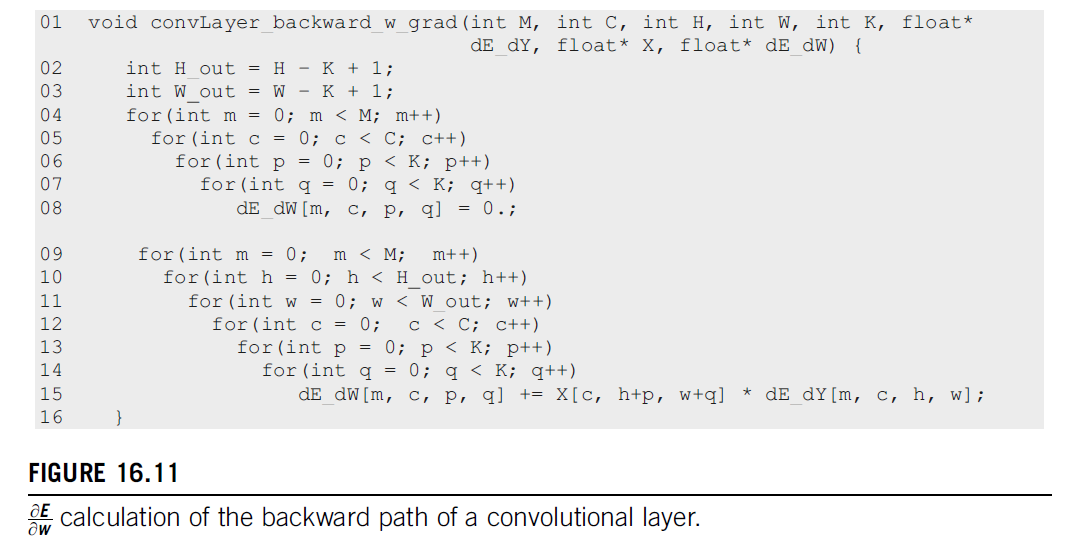 01 void convLayer_backward_w_grad(int M, int C, int H, int W, int K, float*
dE_dY, float* X, float* dE_dW) {
02 int H_out = H - K + 1;
03 int W_out = W - K + 1;
04 for(int m = 0; m < M; m++)
05 for(int c = 0; c < C; c++)
06 for(int p = 0; p < K; p++)
07 for(int q = 0; q < K; q++)
08 dE_dW[m, c, p, q] = 0.;
09 for(int m = 0; m < M; m++)
10 for(int h = 0; h < H_out; h++)
11 for(int w = 0; w < W_out; w++)
12 for(int c = 0; c < C; c++)
13 for(int p = 0; p < K; p++)
14 for(int q = 0; q < K; q++)
15 dE_dW[m, c, p, q] += X[c, h+p, w+q] * dE_dY[m, c, h, w];
16 }
FIGURE 16.11
∂E/∂W calculation of the backward path of a convolutional layer.